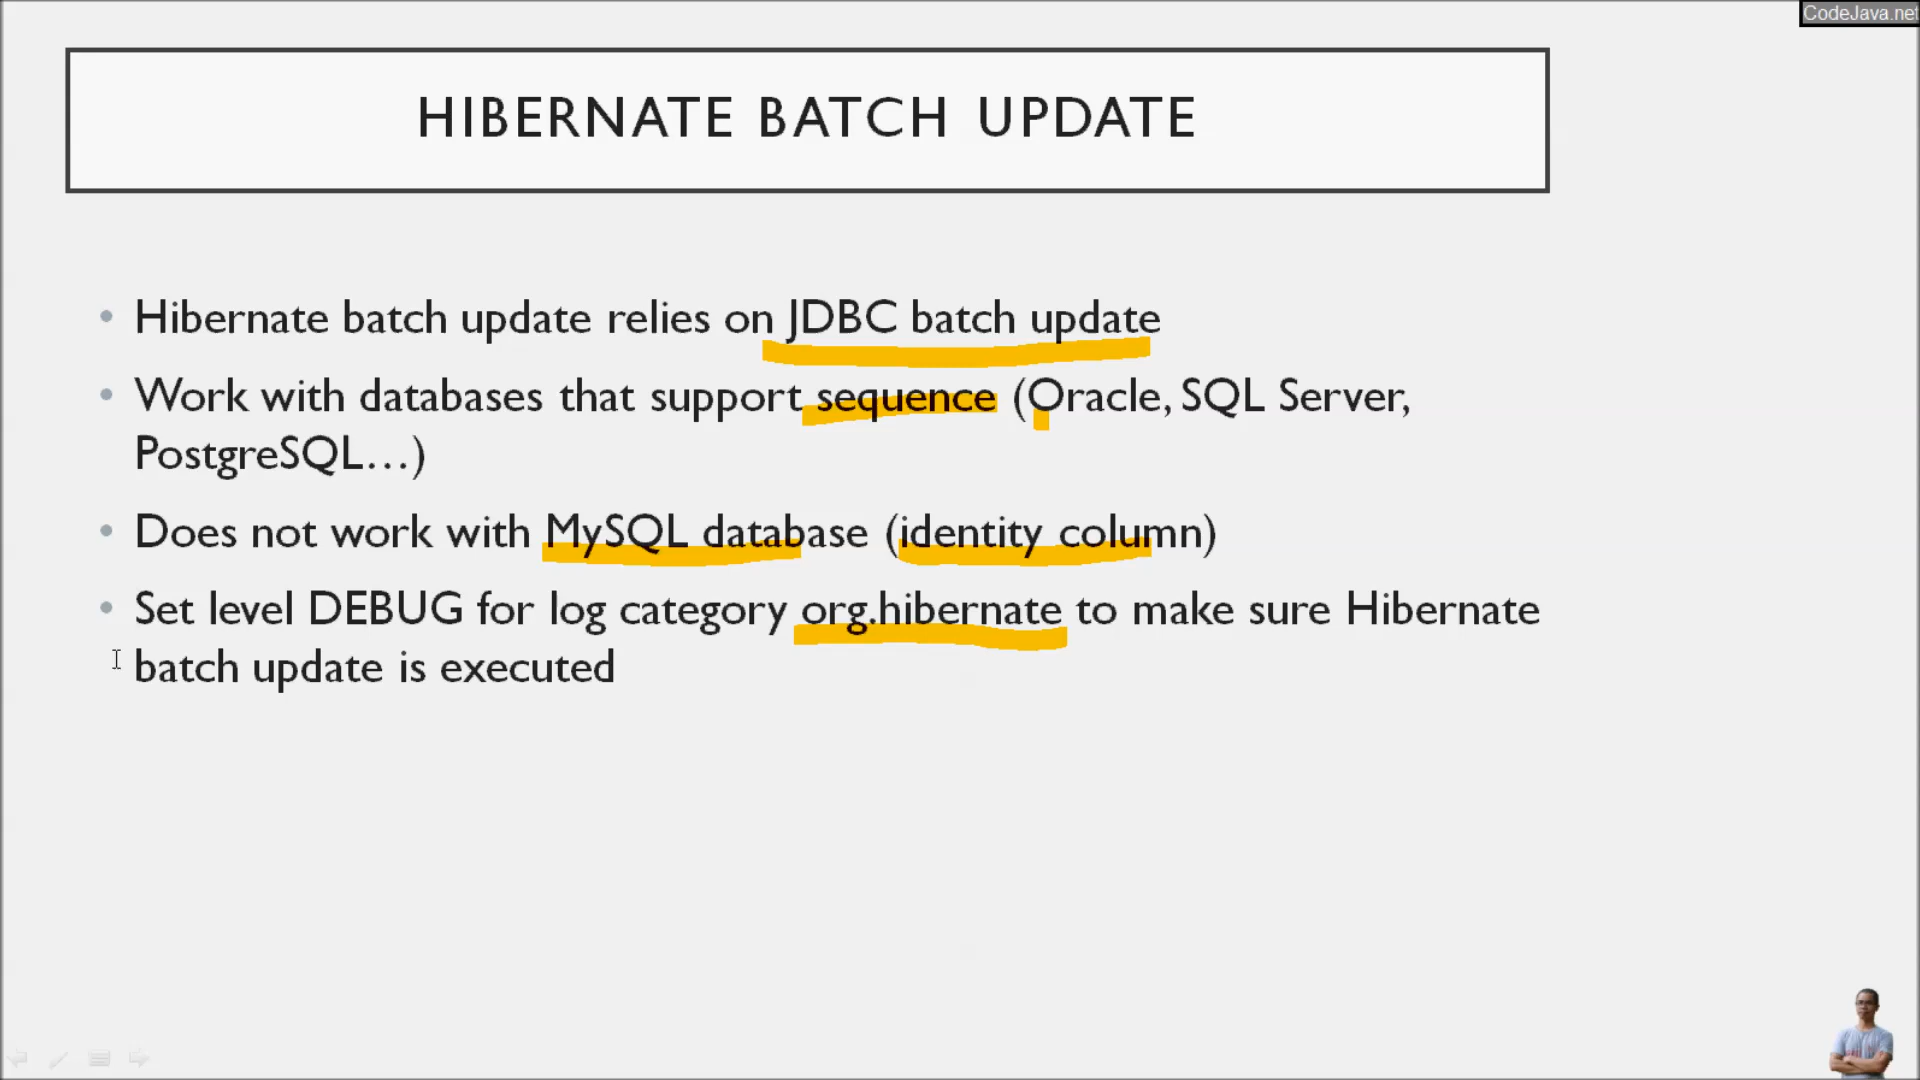 CodeJava.net
HIBERNATE BATCH UPDATE
• Hibernate batch update relies on JDBC batch update
• Work with databases that support sequence (Oracle, SQL Server,
PostgreSQL…)
• Does not work with MySQL database (identity column)
• Set level DEBUG for log category org.hibernate to make sure Hibernate
batch update is executed